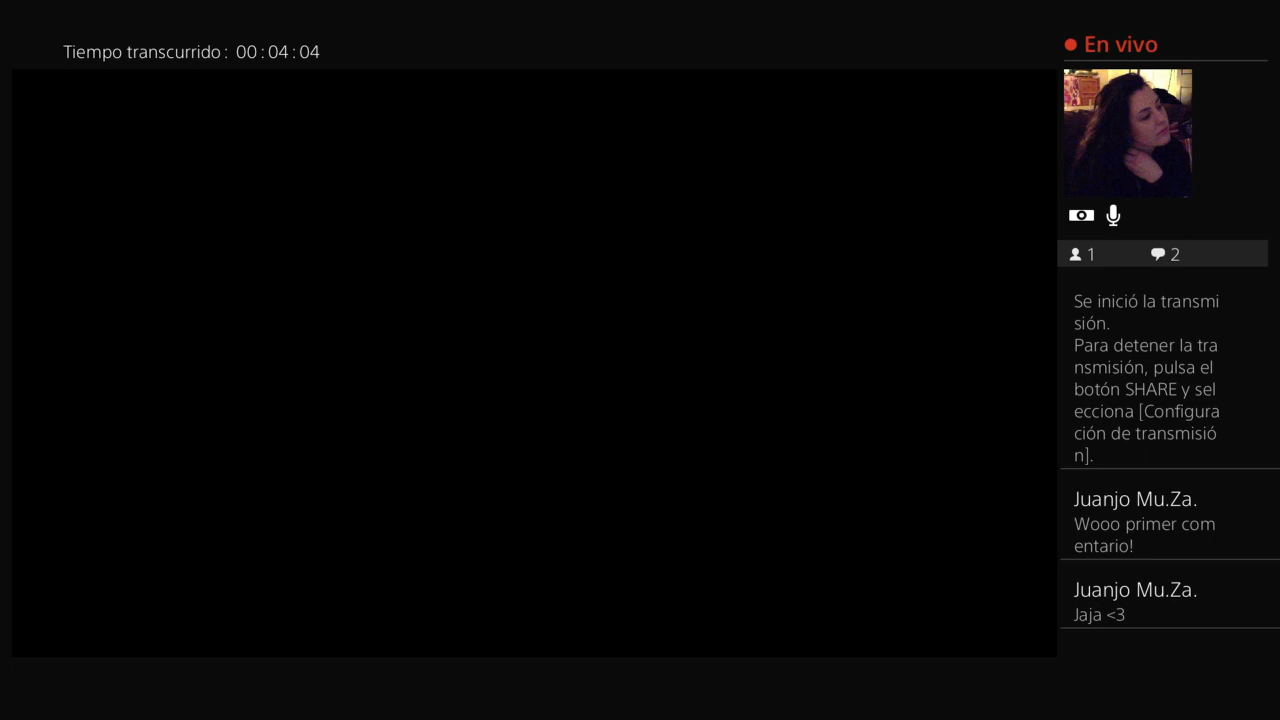 Tiempo transcurrido : 00 : 04 : 04
En vivo
1 2
Se inició la transmi
sión.
Para detener la tra
nsmisión, pulsa el
botón SHARE y sel
ecciona [Configura
ción de transmisió
n].
Juanjo Mu.Za.
Wooo primer com
entario!
Juanjo Mu.Za.
Jaja <3